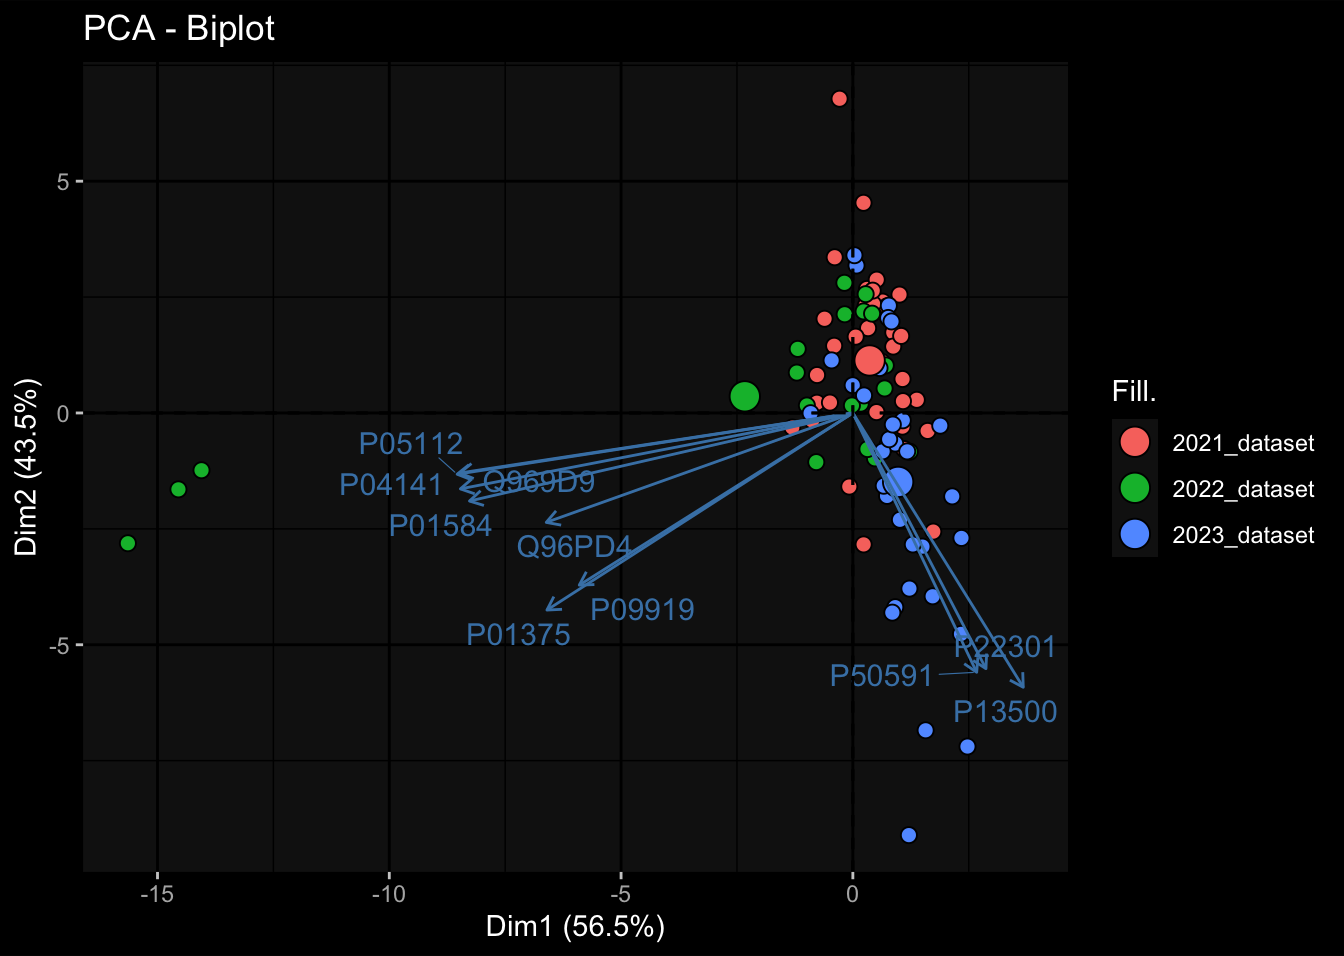 PCA - Biplot
Dim2 (43.5%)
5
0
-5
P05112
P04141
Q969D9
P01584
Q96PD4
P09919
P01375
P22301
P50591
P13500
-15
-10
-5
0
Dim1 (56.5%)
Fill.
2021_dataset
2022_dataset
2023_dataset